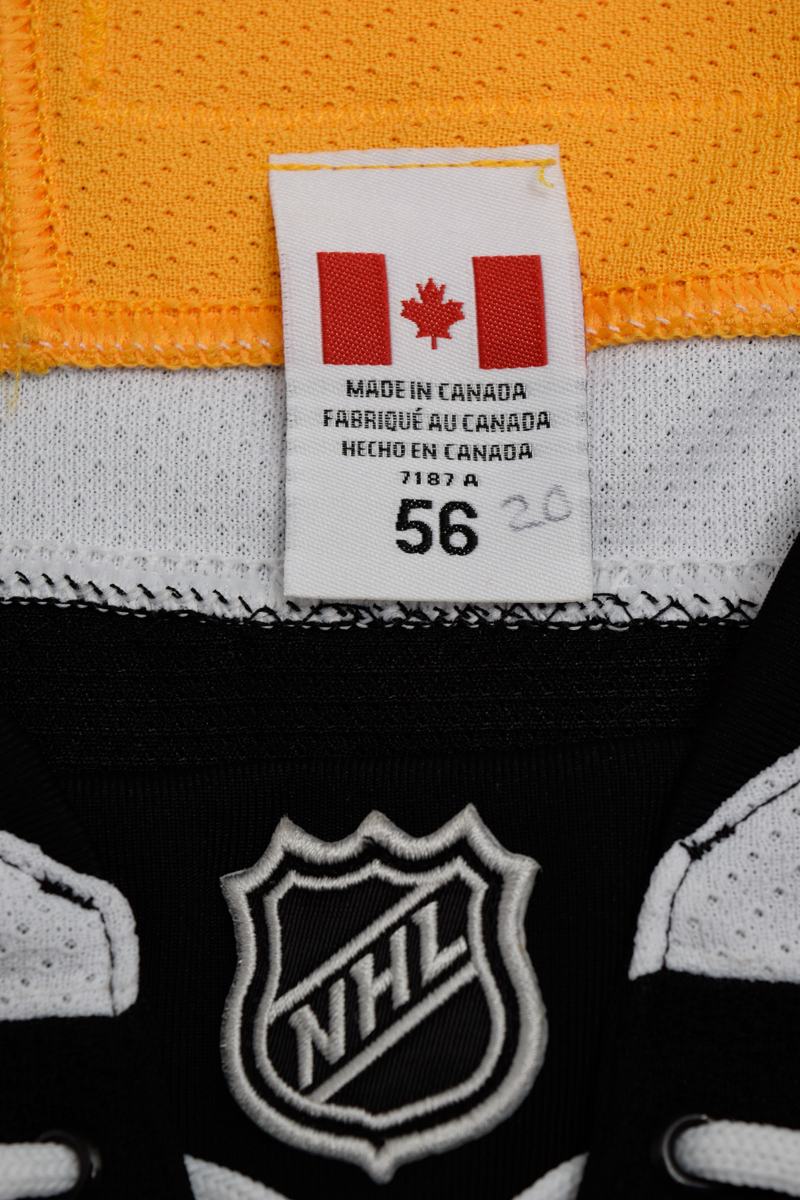 MADE IN CANADA
FABRIQUÉ AU CANADA
HECHO EN CANADA
7187 A
56 20
NHL